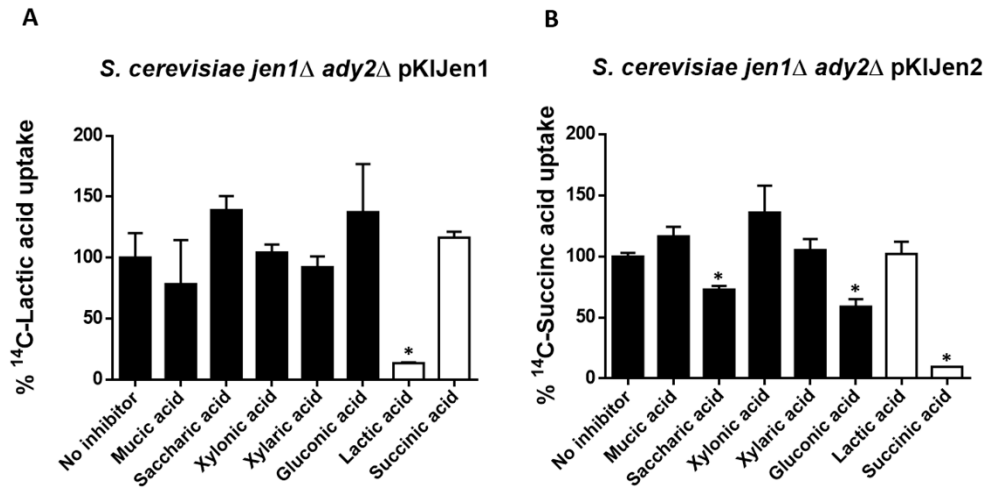 A
S. cerevisiae jen1Δ ady2Δ pKlJen1
% 14C-Lactic acid uptake
200
150
100
50
0
*
No inhibitor
Mucic acid
Saccharic acid
Xylonic acid
Xylaric acid
Gluconic acid
Lactic acid
Succinic acid
B
S. cerevisiae jen1Δ ady2Δ pKlJen2
% 14C-Succinc acid uptake
200
150
100
50
0
*
*
*
No inhibitor
Mucic acid
Saccharic acid
Xylonic acid
Xylaric acid
Gluconic acid
Lactic acid
Succinic acid